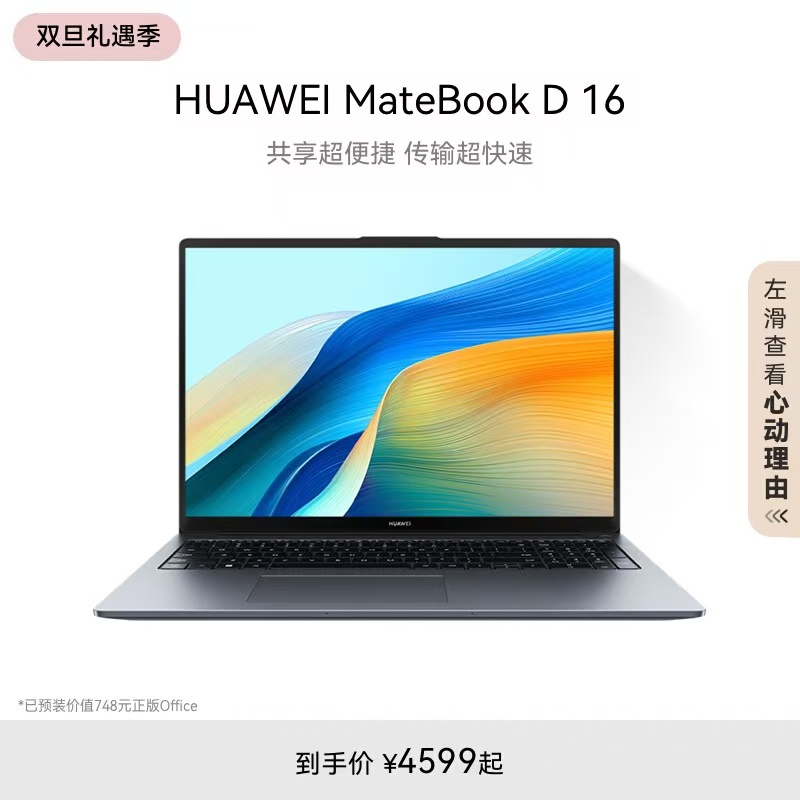 双旦礼遇季
HUAWEI MateBook D 16
共享超便捷 传输超快速
左滑查看心动理由
HUAWEI
*已预装价值748元正版Office
到手价 ¥4599起